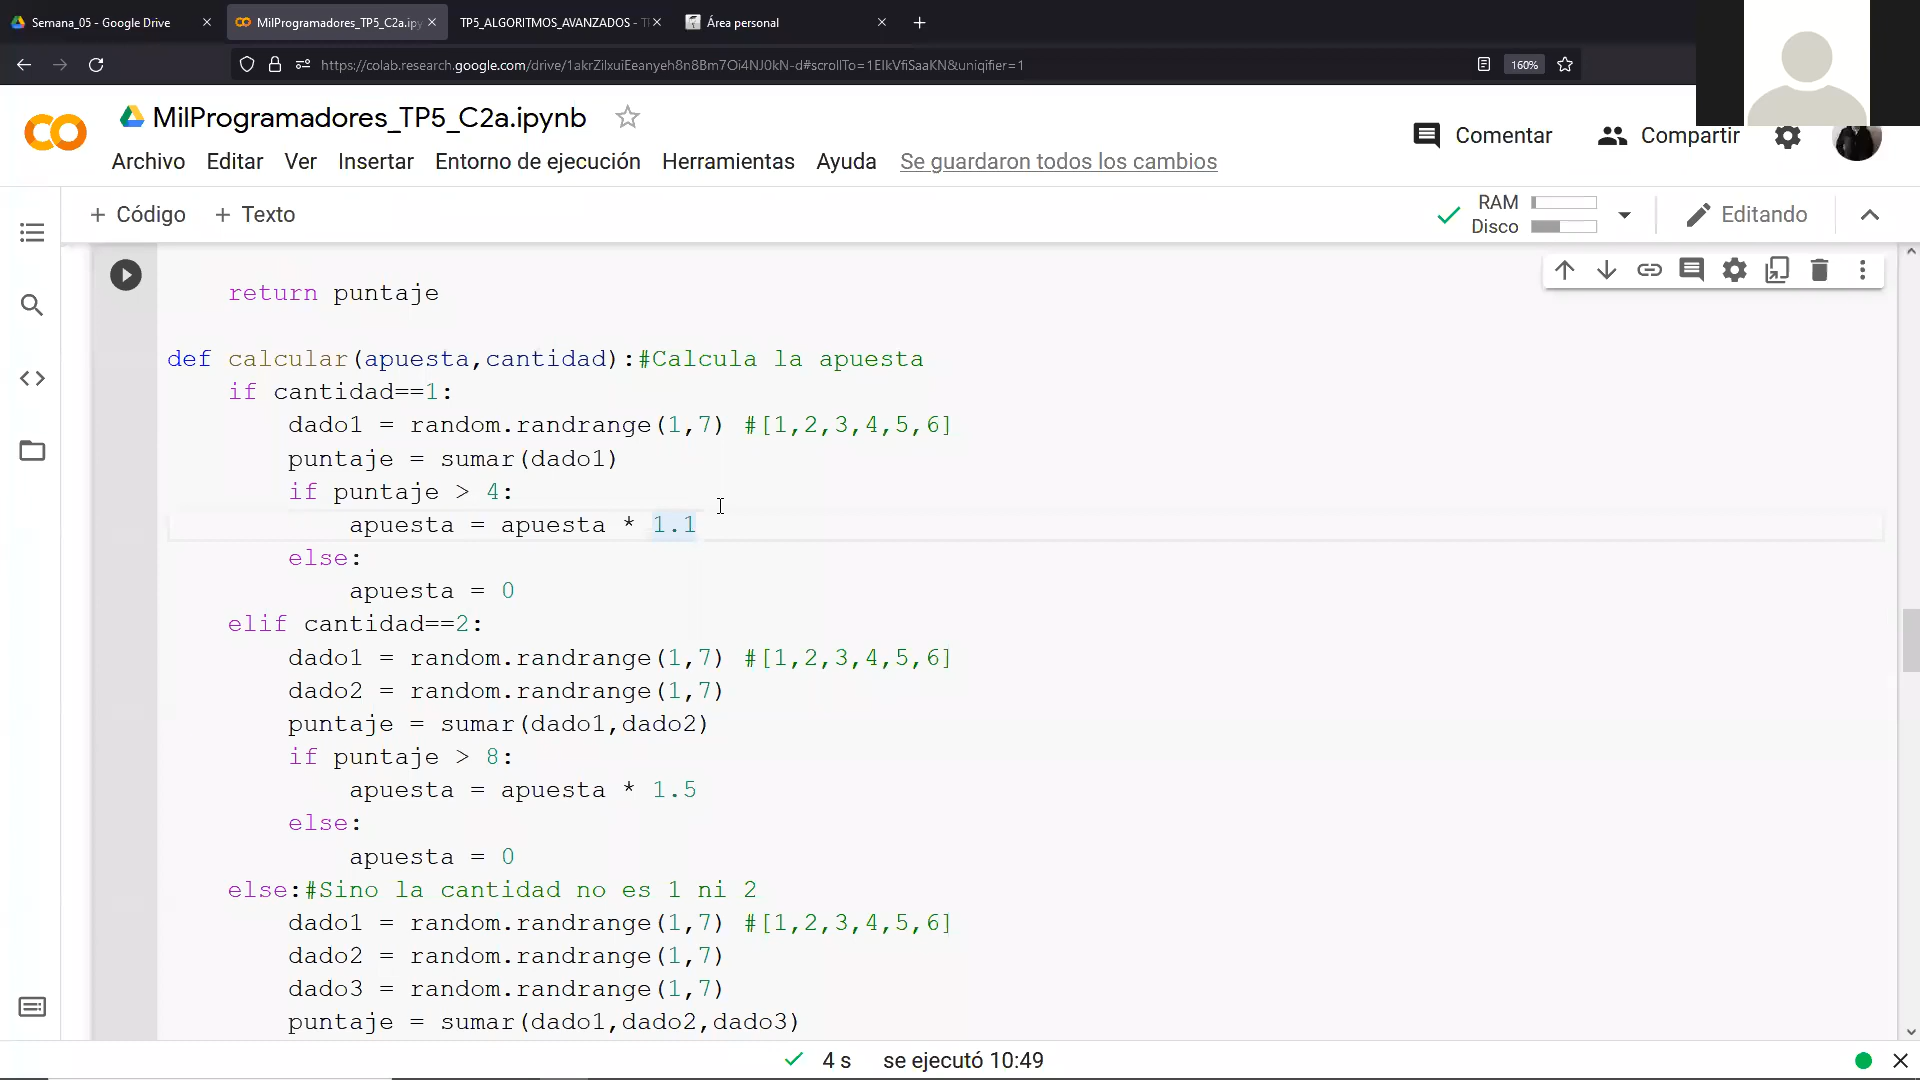 Semana_05 - Google Drive
MilProgramadores_TP5_C2a.ip
TP5_ALGORITMOS_AVANZADOS -
Área personal
https://colab.research.google.com/drive/1akrZilxuiEeanyeh8n8Bm7Oi4NJ0kN-d#scrollTo=1EIkVfiSaaKN&uniqifier=1
160%
MilProgramadores_TP5_C2a.ipynb
Comentar
Compartir
Archivo Editar Ver Insertar Entorno de ejecución Herramientas Ayuda Se guardaron todos los cambios
+ Código + Texto
RAM
Disco
Editando
return puntaje
def calcular(apuesta,cantidad):#Calcula la apuesta
if cantidad==1:
dado1 = random.randrange(1,7) #[1,2,3,4,5,6]
puntaje = sumar(dado1)
if puntaje > 4:
apuesta = apuesta * 1.1
else:
apuesta = 0
elif cantidad==2:
dado1 = random.randrange(1,7) #[1,2,3,4,5,6]
dado2 = random.randrange(1,7)
puntaje = sumar(dado1,dado2)
if puntaje > 8:
apuesta = apuesta * 1.5
else:
apuesta = 0
else:#Sino la cantidad no es 1 ni 2
dado1 = random.randrange(1,7) #[1,2,3,4,5,6]
dado2 = random.randrange(1,7)
dado3 = random.randrange(1,7)
puntaje = sumar(dado1,dado2,dado3)
4 s se ejecutó 10:49